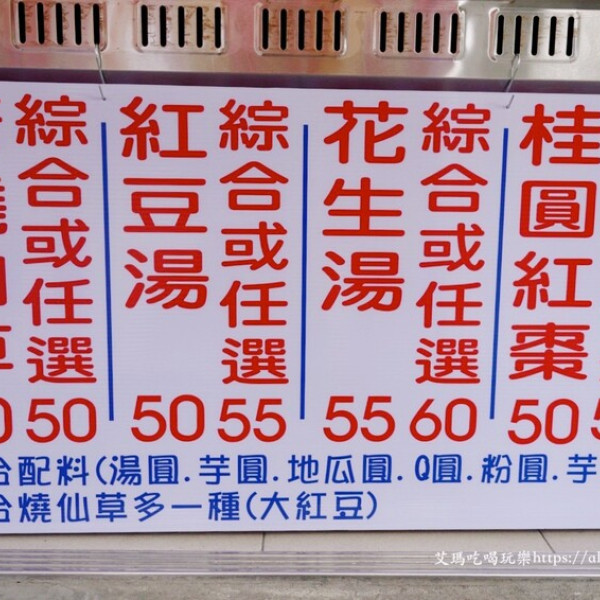 綜合或任選 50
紅豆湯 50
綜合或任選 55
花生湯 55
綜合或任選 60
桂圓紅棗 50
配料(湯圓.芋圓.地瓜圓.Q圓.粉圓.芋
燒仙草多一種(大紅豆)
艾瑪吃喝玩樂https://